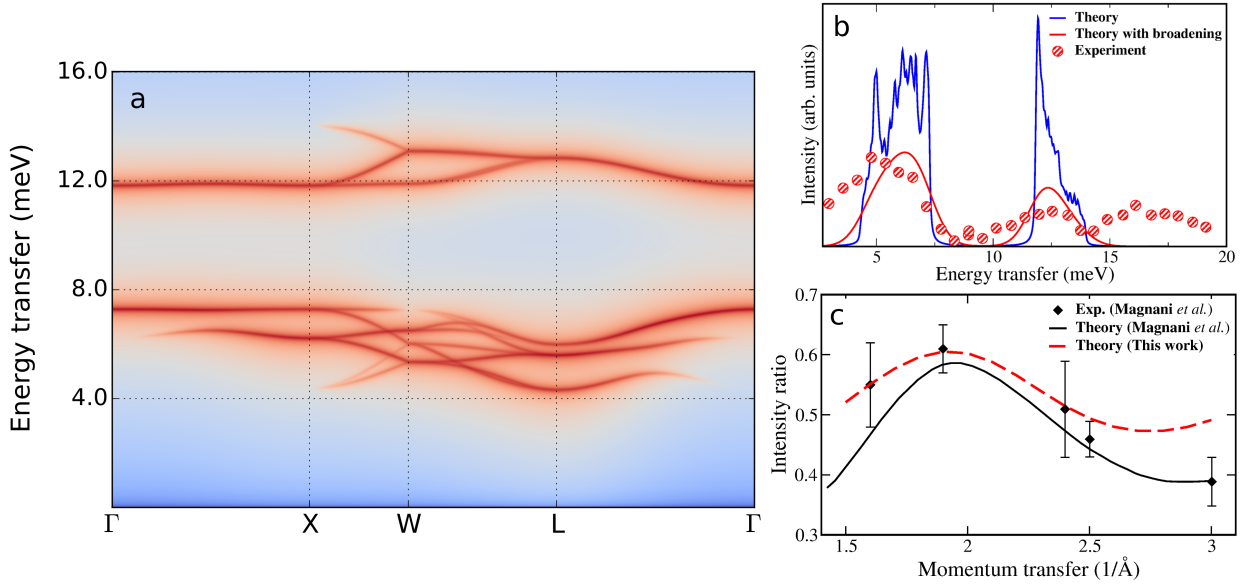 a
16.0
12.0
8.0
4.0
Energy transfer (meV)
Γ X W L Γ
b
Theory
Theory with broadening
Experiment
Intensity (arb. units)
5 10 15 20
Energy transfer (meV)
c
Exp. (Magnani et al.)
Theory (Magnani et al.)
Theory (This work)
0.7
0.6
0.5
0.4
0.3
Intensity ratio
1.5 2 2.5 3
Momentum transfer (1/Å)